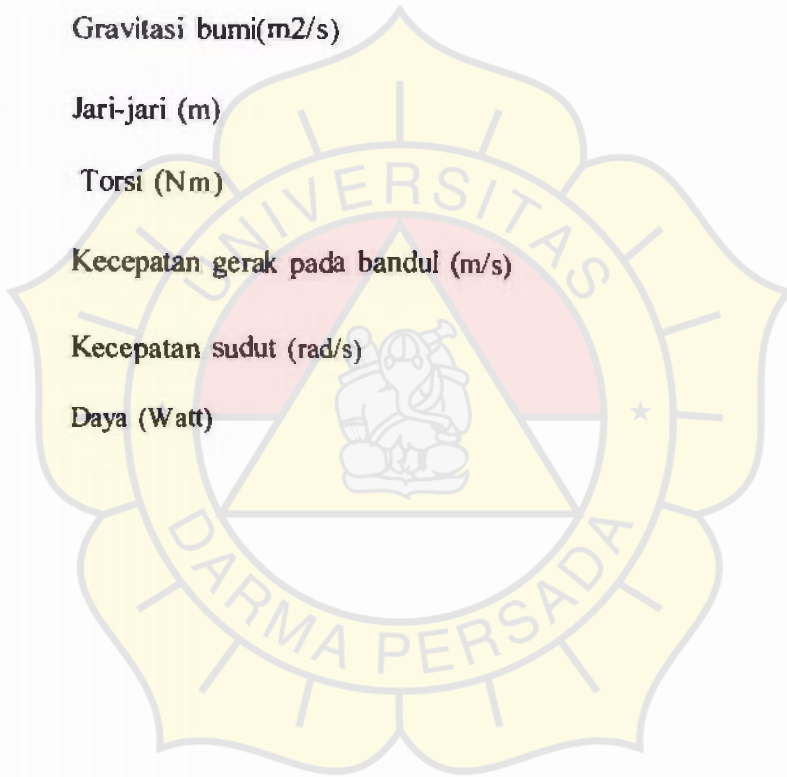 Gravitasi bumi(m2/s)
Jari-jari (m)
Torsi (Nm)
Kecepatan gerak pada bandul (m/s)
Kecepatan sudut (rad/s)
Daya (Watt)
UNIVERSITAS
DARMA PERSADA